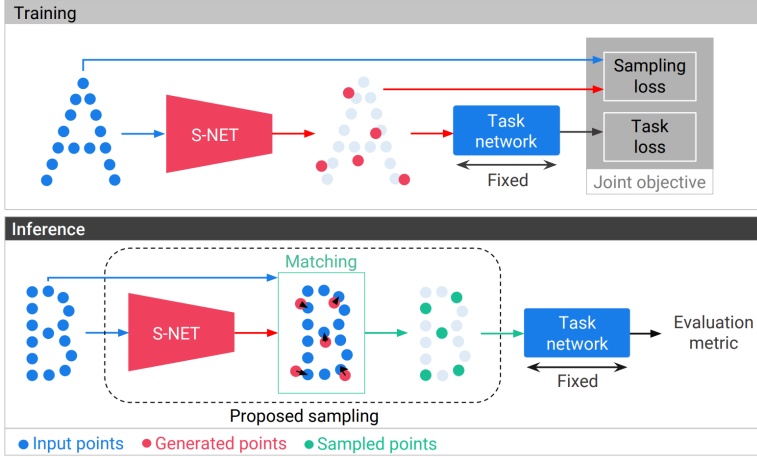 Training
Sampling
loss
S-NET
Task
network
Task
loss
Fixed
Joint objective
Inference
Matching
S-NET
Task
network
Evaluation
metric
Fixed
Proposed sampling
Input points
Generated points
Sampled points